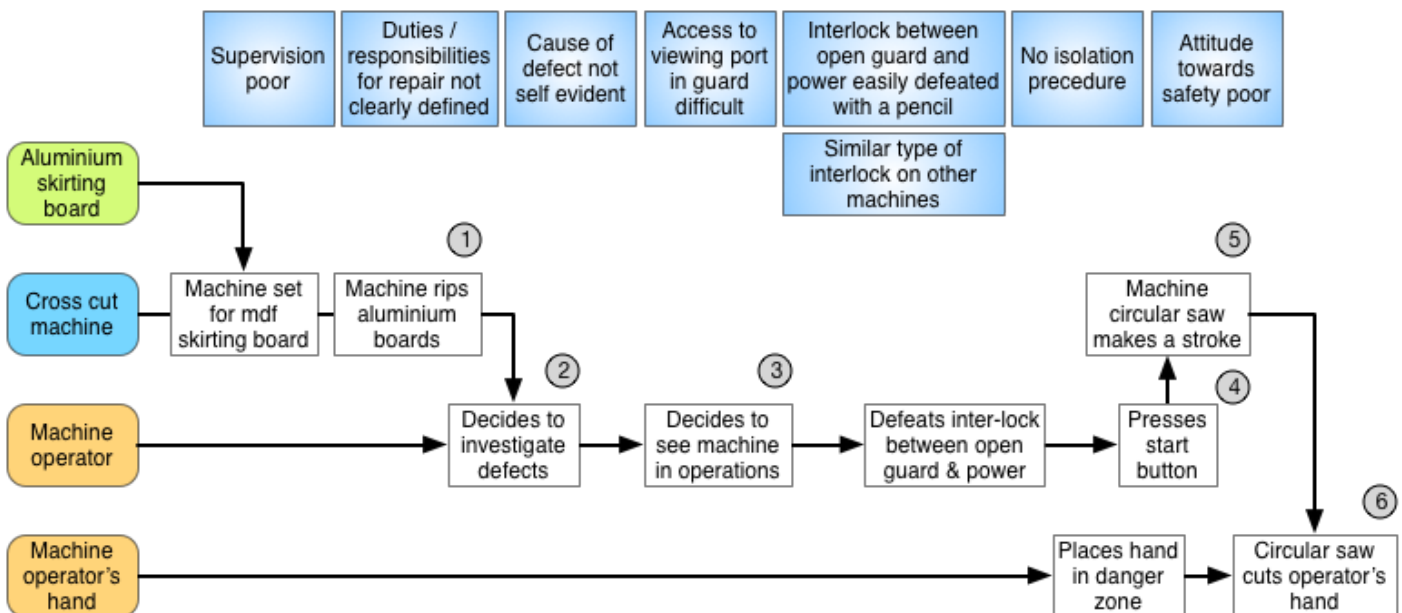 Supervision
poor
Duties /
responsibilities
for repair not
clearly defined
Cause of
defect not
self evident
Access to
viewing port
in guard
difficult
Interlock between
open guard and
power easily defeated
with a pencil
No isolation
precedure
Attitude
towards
safety poor
Similar type of
interlock on other
machines
Aluminium
skirting
board
1
5
Cross cut
machine
Machine set
for mdf
skirting board
Machine rips
aluminium
boards
Machine
circular saw
makes a stroke
2
3
4
Machine
operator
Decides to
investigate
defects
Decides to
see machine
in operations
Defeats inter-lock
between open
guard & power
Presses
start
button
6
Machine
operator's
hand
Places hand
in danger
zone
Circular saw
cuts operator's
hand